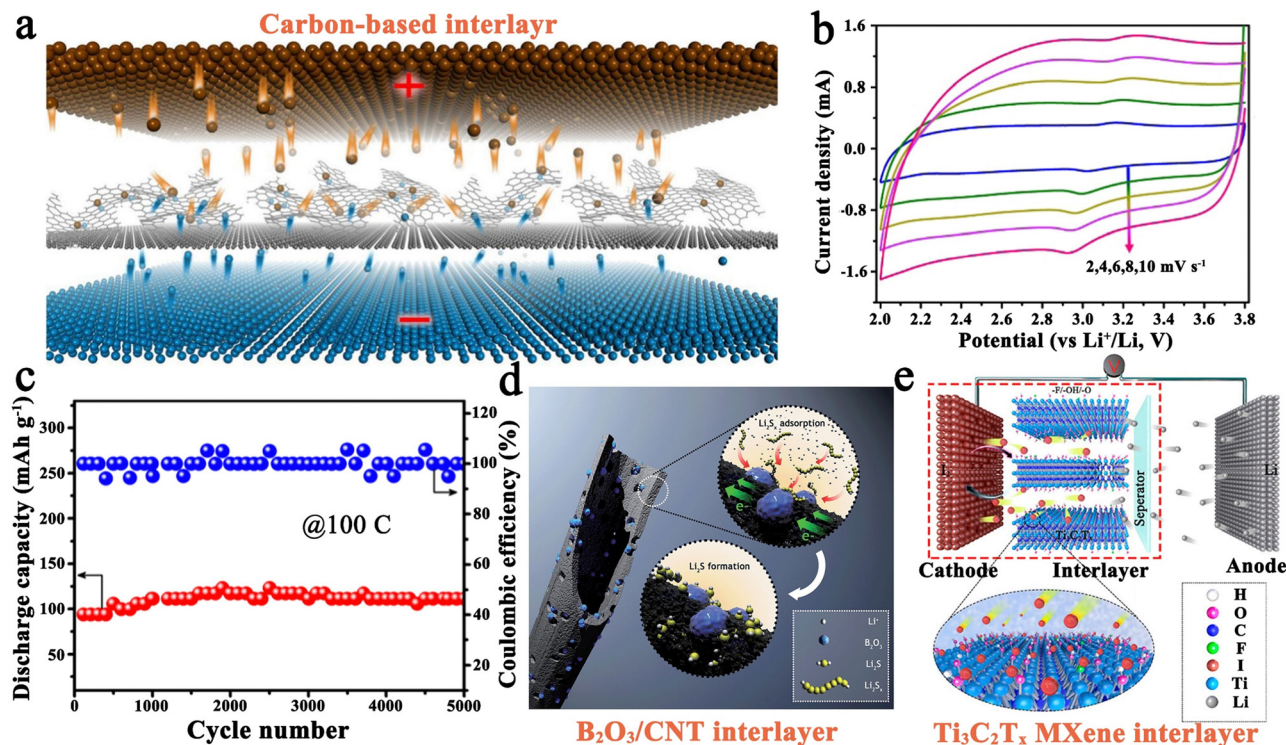 a
Carbon-based interlayr
+
−
b
Current density (mA)
1.6
0.8
0.0
-0.8
-1.6
2,4,6,8,10 mV s⁻¹
2.0 2.2 2.4 2.6 2.8 3.0 3.2 3.4 3.6 3.8
Potential (vs Li⁺/Li, V)
c
Discharge capacity (mAh g⁻¹)
300
250
200
150
100
50
@100 C
120
100
80
60
40
20
Coulombic efficiency (%)
0 1000 2000 3000 4000 5000
Cycle number
d
Li₂Sₓ adsorption
e-
e-
Li₂S formation
Li⁺
B₂O₃
Li₂S
Li₂Sₓ
B₂O₃/CNT interlayer
e
V
-F/-OH/-O
Li
Seperator
Cathode
Interlayer
Anode
H
O
C
F
I
Ti
Li
Ti₃C₂Tₓ MXene interlayer